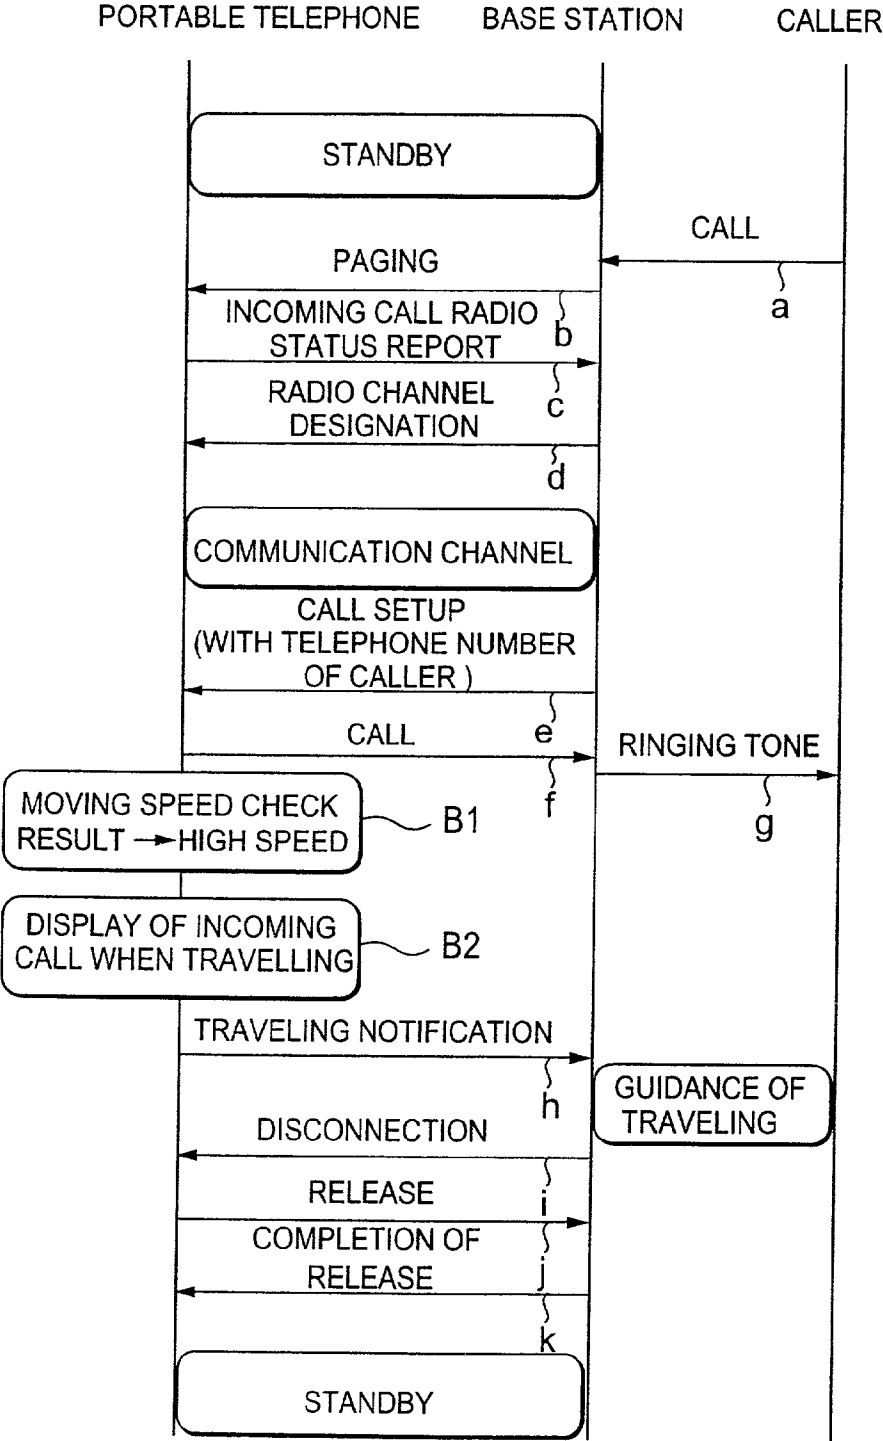 PORTABLE TELEPHONE
BASE STATION
CALLER
STANDBY
CALL
a
PAGING
b
INCOMING CALL RADIO
STATUS REPORT
c
RADIO CHANNEL
DESIGNATION
d
COMMUNICATION CHANNEL
CALL SETUP
(WITH TELEPHONE NUMBER
OF CALLER )
e
CALL
f
RINGING TONE
g
MOVING SPEED CHECK
RESULT → HIGH SPEED
B1
DISPLAY OF INCOMING
CALL WHEN TRAVELLING
B2
TRAVELING NOTIFICATION
h
GUIDANCE OF
TRAVELING
DISCONNECTION
i
RELEASE
j
COMPLETION OF
RELEASE
k
STANDBY